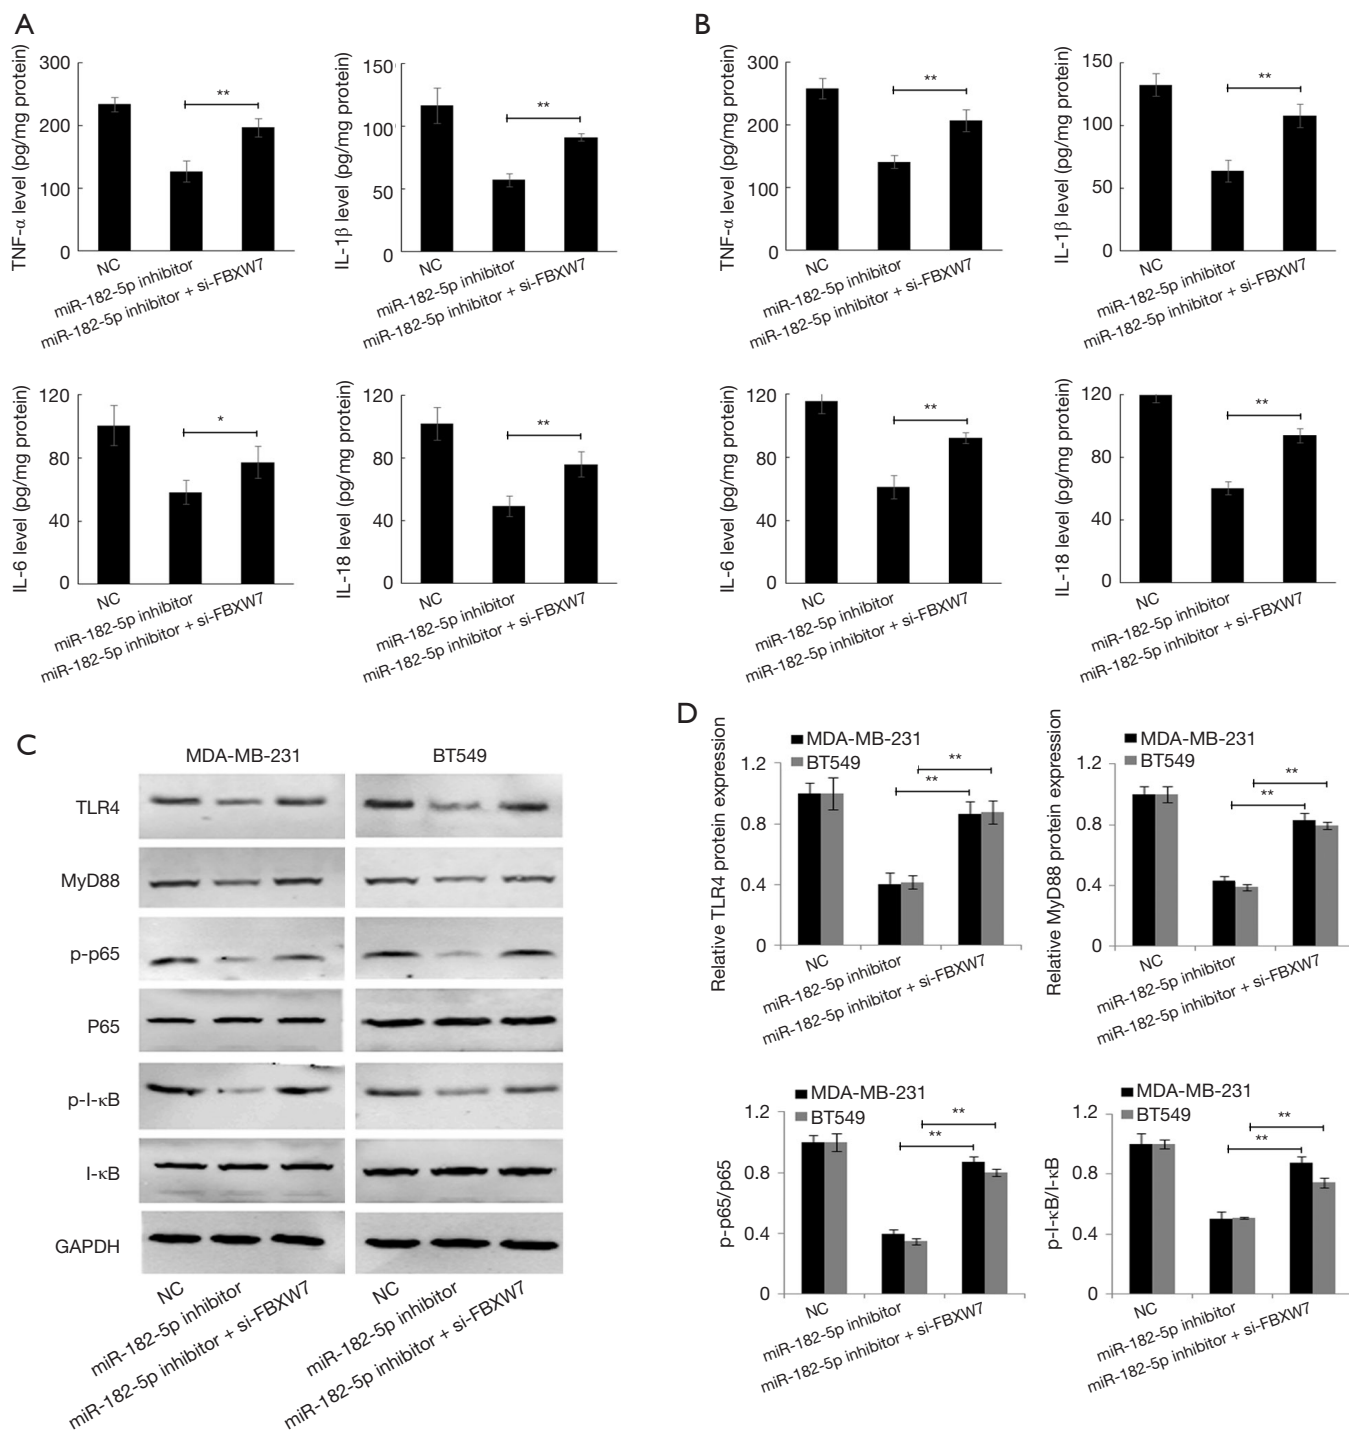 A
TNF-α level (pg/mg protein)
300
200
100
0
**
NC
miR-182-5p inhibitor
miR-182-5p inhibitor + si-FBXW7
IL-1β level (pg/mg protein)
150
100
50
0
**
NC
miR-182-5p inhibitor
miR-182-5p inhibitor + si-FBXW7
IL-6 level (pg/mg protein)
120
80
40
0
*
NC
miR-182-5p inhibitor
miR-182-5p inhibitor + si-FBXW7
IL-18 level (pg/mg protein)
120
80
40
0
**
NC
miR-182-5p inhibitor
miR-182-5p inhibitor + si-FBXW7
B
TNF-α level (pg/mg protein)
300
200
100
0
**
NC
miR-182-5p inhibitor
miR-182-5p inhibitor + si-FBXW7
IL-1β level (pg/mg protein)
150
100
50
0
**
NC
miR-182-5p inhibitor
miR-182-5p inhibitor + si-FBXW7
IL-6 level (pg/mg protein)
120
80
40
0
**
NC
miR-182-5p inhibitor
miR-182-5p inhibitor + si-FBXW7
IL-18 level (pg/mg protein)
120
80
40
0
**
NC
miR-182-5p inhibitor
miR-182-5p inhibitor + si-FBXW7
C
MDA-MB-231 BT549
TLR4
MyD88
p-p65
P65
p-I-κB
I-κB
GAPDH
NC
miR-182-5p inhibitor
miR-182-5p inhibitor + si-FBXW7
NC
miR-182-5p inhibitor
miR-182-5p inhibitor + si-FBXW7
D
Relative TLR4 protein expression
MDA-MB-231
BT549
1.2
0.8
0.4
0
**
**
NC
miR-182-5p inhibitor
miR-182-5p inhibitor + si-FBXW7
Relative MyD88 protein expression
MDA-MB-231
BT549
1.2
0.8
0.4
0
**
**
NC
miR-182-5p inhibitor
miR-182-5p inhibitor + si-FBXW7
p-p65/p65
MDA-MB-231
BT549
1.2
0.8
0.4
0
**
**
NC
miR-182-5p inhibitor
miR-182-5p inhibitor + si-FBXW7
p-I-κB/I-κB
MDA-MB-231
BT549
1.2
0.8
0.4
0
**
**
NC
miR-182-5p inhibitor
miR-182-5p inhibitor + si-FBXW7